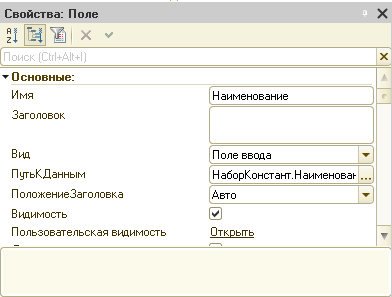 Свойства: Поле
Поиск (Ctrl+Alt+I)
Основные:
Имя Наименование
Заголовок
Вид Поле ввода
ПутьКДанным НаборКонстант.Наименован ...
ПоложениеЗаголовка Авто
Видимость
Пользовательская видимость Открыть